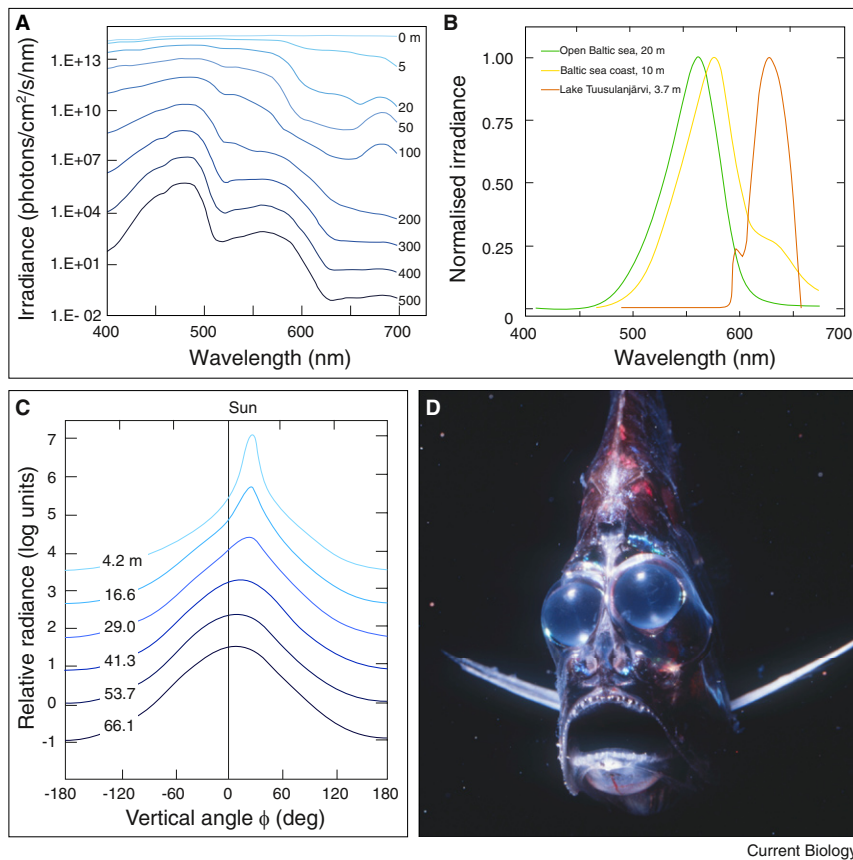 A
Irradiance (photons/cm²/s/nm)
1.E+13
1.E+10
1.E+07
1.E+04
1.E+01
1.E- 02
0 m
5
20
50
100
200
300
400
500
400 500 600 700
Wavelength (nm)
B
Normalised irradiance
1.00
0.75
0.50
0.25
0
Open Baltic sea, 20 m
Baltic sea coast, 10 m
Lake Tuusulanjärvi, 3.7 m
400 500 600 700
Wavelength (nm)
C
Sun
Relative radiance (log units)
7
6
5
4
3
2
1
0
-1
4.2 m
16.6
29.0
41.3
53.7
66.1
-180 -120 -60 0 60 120 180
Vertical angle ϕ (deg)
D
Current Biology